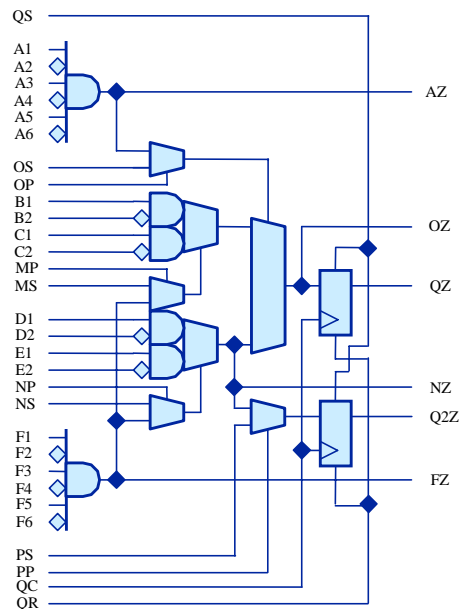 QS
A1
A2
A3
A4
A5
A6
AZ
OS
OP
B1
B2
C1
C2
OZ
MP
MS
QZ
D1
D2
E1
E2
NP
NZ
NS
Q2Z
F1
F2
F3
F4
FZ
F5
F6
PS
PP
QC
QR